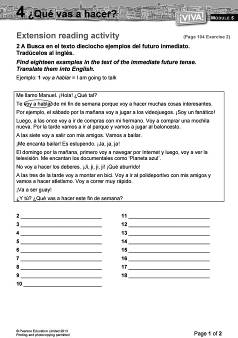 4 ¿Qué vas a hacer?
¡VIVA!
MODULE 5
Extension reading activity
(Page 104 Exercise 2)
2 A Busca en el texto dieciocho ejemplos del futuro inmediato.
Tradúcelos al inglés.
Find eighteen examples in the text of the immediate future tense.
Translate them into English.
Ejemplo: 1 voy a hablar = I am going to talk
Me llamo Manuel. ¡Hola! ¿Qué tal?
Te voy a hablar de mi fin de semana porque voy a hacer muchas cosas interesantes.
Por ejemplo, el sábado por la mañana voy a jugar a los videojuegos. ¡Soy un fanático!
Luego, a las once voy a ir de compras con mi hermano. Voy a comprar una mochila
nueva. Por la tarde vamos a ir al parque y vamos a jugar al baloncesto.
A las siete voy a salir con mis amigos. Vamos a bailar.
¡Me encanta bailar! Es estupendo. ¡Ja, ja, ja!
El domingo por la mañana, primero voy a navegar por Internet y luego, voy a ver la
televisión. Me encantan los documentales como 'Planeta azul'.
No voy a hacer los deberes. ¡Ji, ji, ji, ji! ¡Qué aburrido!
A las tres de la tarde voy a montar en bici. Voy a ir al polideportivo con mis amigos y
vamos a hacer atletismo. Voy a correr muy rápido.
¡Va a ser guay!
¿Y tú? ¿Qué vas a hacer este fin de semana?
2
3
4
5
6
7
8
9
10
11
12
13
14
15
16
17
18
© Pearson Education Limited 2013
Printing and photocopying permitted
Page 1 of 2